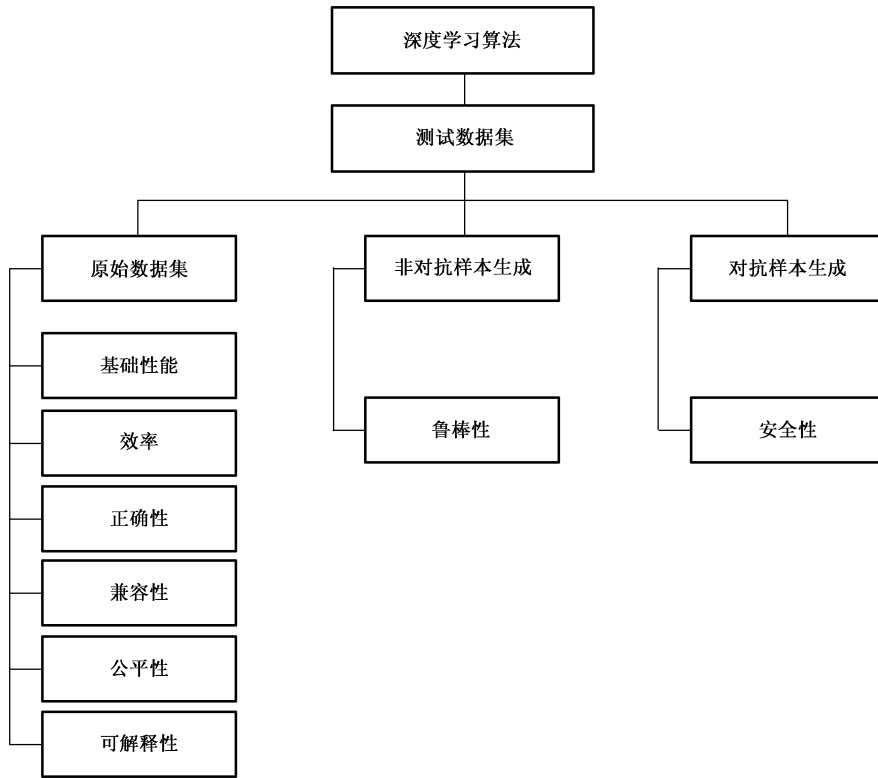 深度学习算法
测试数据集
原始数据集
非对抗样本生成
对抗样本生成
基础性能
效率
正确性
兼容性
公平性
可解释性
鲁棒性
安全性